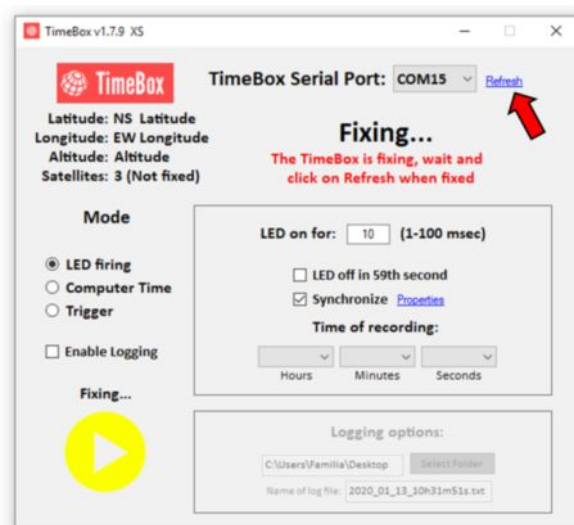 TimeBox v1.7.9 XS
TimeBox
TimeBox Serial Port: COM15 Refresh
Latitude: NS Latitude
Longitude: EW Longitude
Altitude: Altitude
Satellites: 3 (Not fixed)
Fixing...
The TimeBox is fixing, wait and
click on Refresh when fixed
Mode
LED firing
Computer Time
Trigger
Enable Logging
Fixing...
LED on for: 10 (1-100 msec)
LED off in 59th second
Synchronize Properties
Time of recording:
Hours Minutes Seconds
Logging options:
C:\Users\Familia\Desktop Select Folder
Name of log file: 2020_01_13_10h31m51s.txt